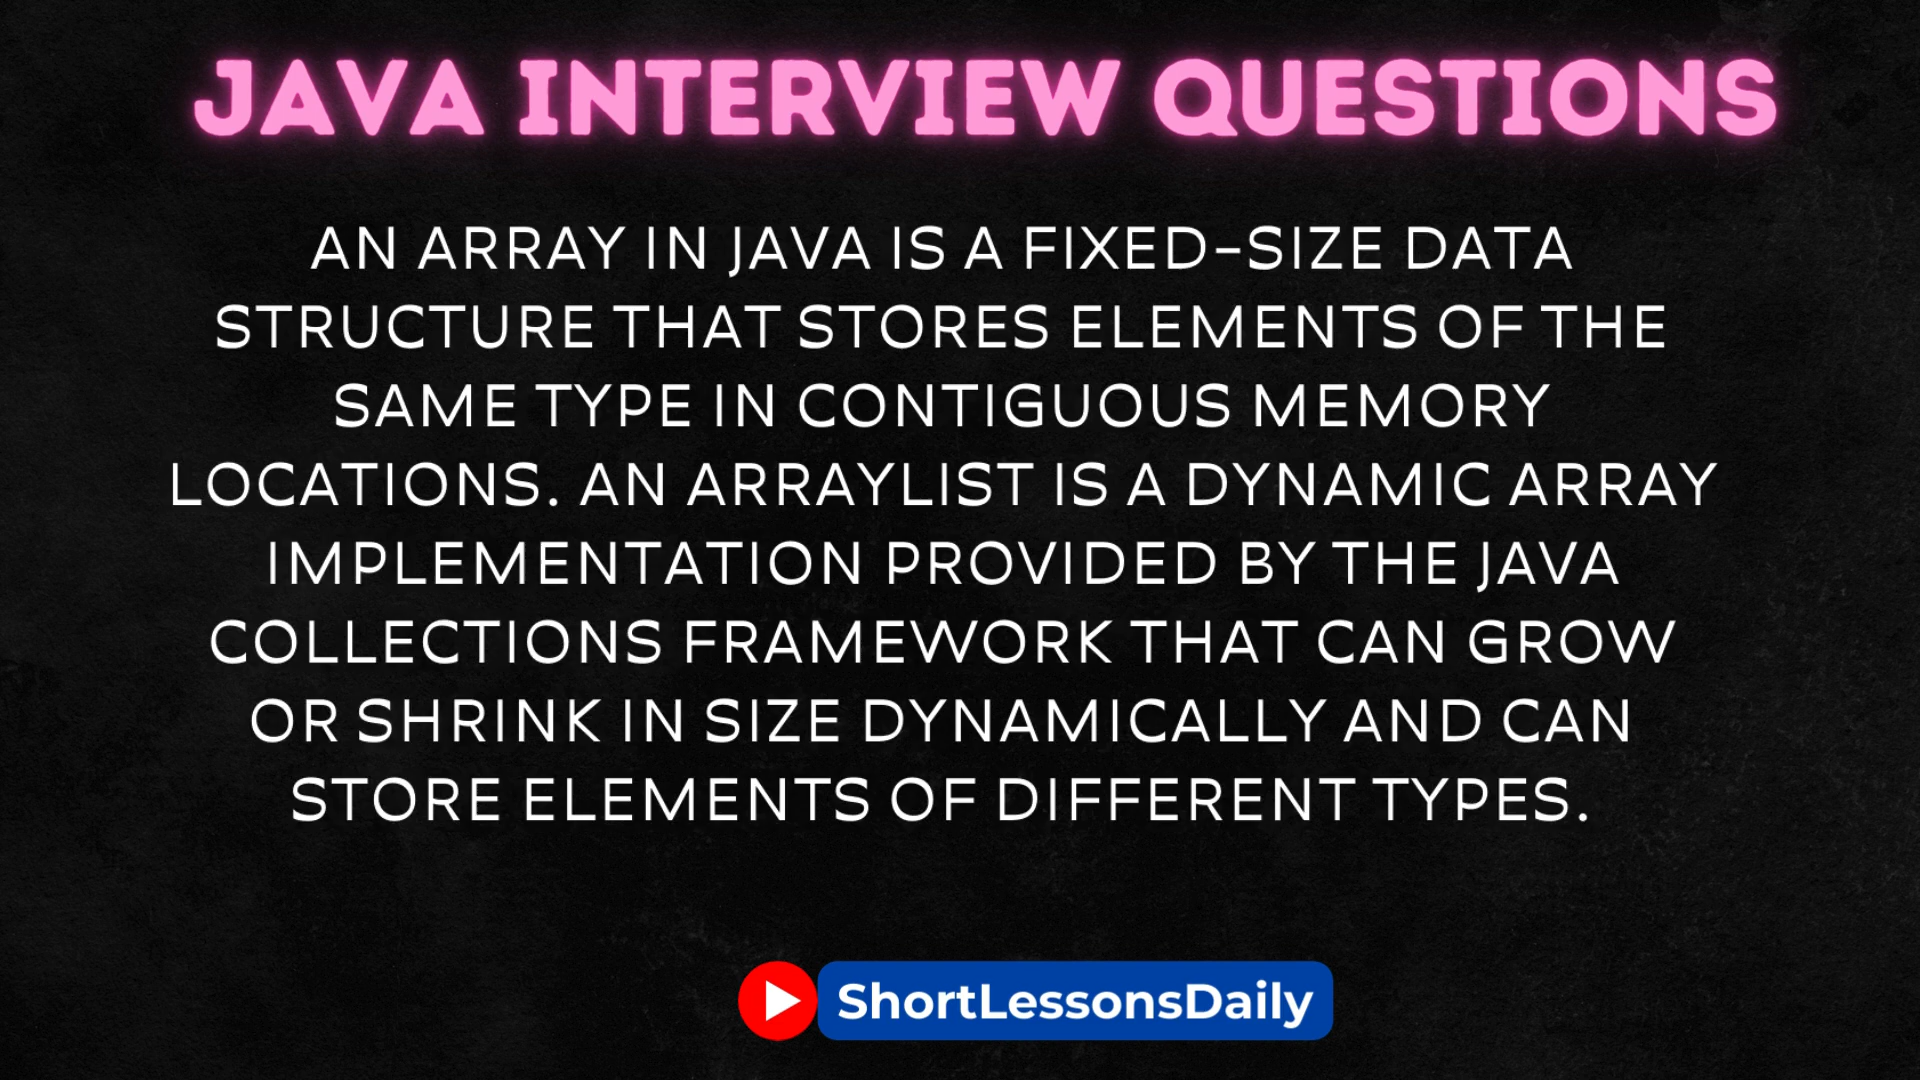 JAVA INTERVIEW QUESTIONS
AN ARRAY IN JAVA IS A FIXED-SIZE DATA
STRUCTURE THAT STORES ELEMENTS OF THE
SAME TYPE IN CONTIGUOUS MEMORY
LOCATIONS. AN ARRAYLIST IS A DYNAMIC ARRAY
IMPLEMENTATION PROVIDED BY THE JAVA
COLLECTIONS FRAMEWORK THAT CAN GROW
OR SHRINK IN SIZE DYNAMICALLY AND CAN
STORE ELEMENTS OF DIFFERENT TYPES.
ShortLessonsDaily